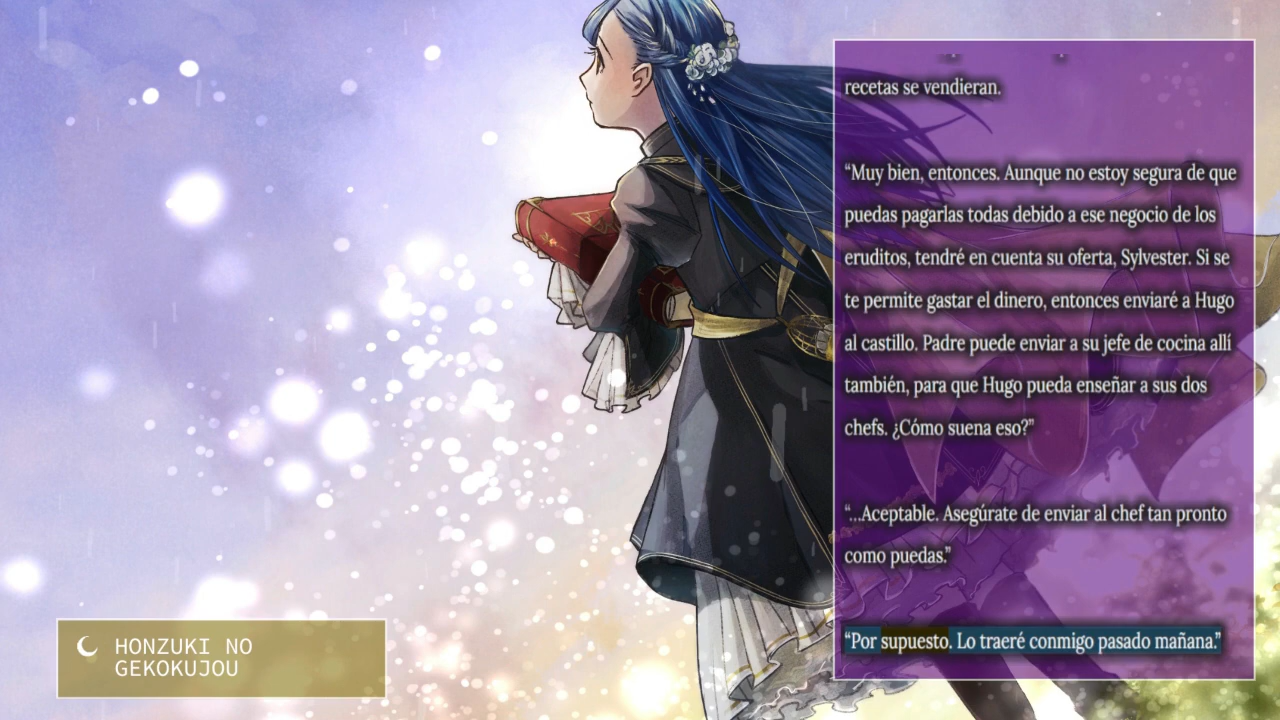 recetas se vendieran.
“Muy bien, entonces. Aunque no estoy segura de que
puedas pagarlas todas debido a ese negocio de los
eruditos, tendré en cuenta su oferta, Sylvester. Si se
te permite gastar el dinero, entonces enviaré a Hugo
al castillo. Padre puede enviar a su jefe de cocina allí
también, para que Hugo pueda enseñar a sus dos
chefs. ¿Cómo suena eso?”
“…Aceptable. Asegúrate de enviar al chef tan pronto
como puedas.”
“Por supuesto. Lo traeré conmigo pasado mañana.”
HONZUKI NO
GEKOKUJOU